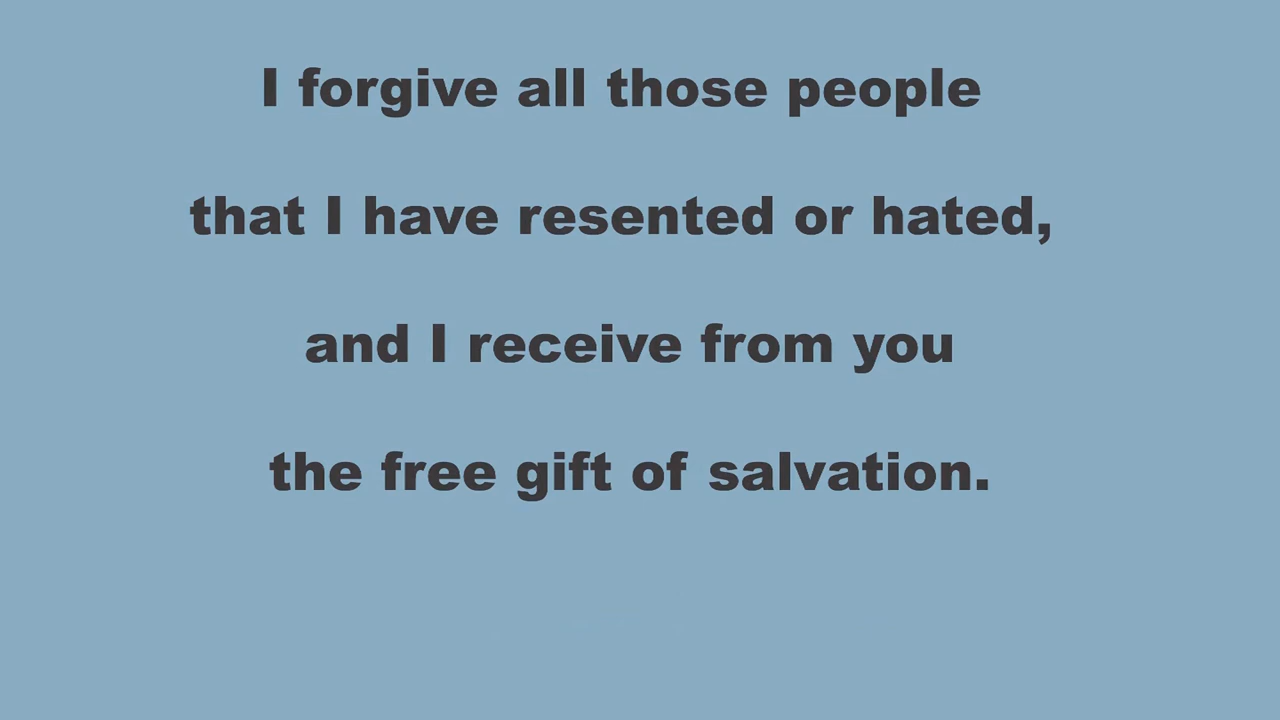 I forgive all those people
that I have resented or hated,
and I receive from you
the free gift of salvation.